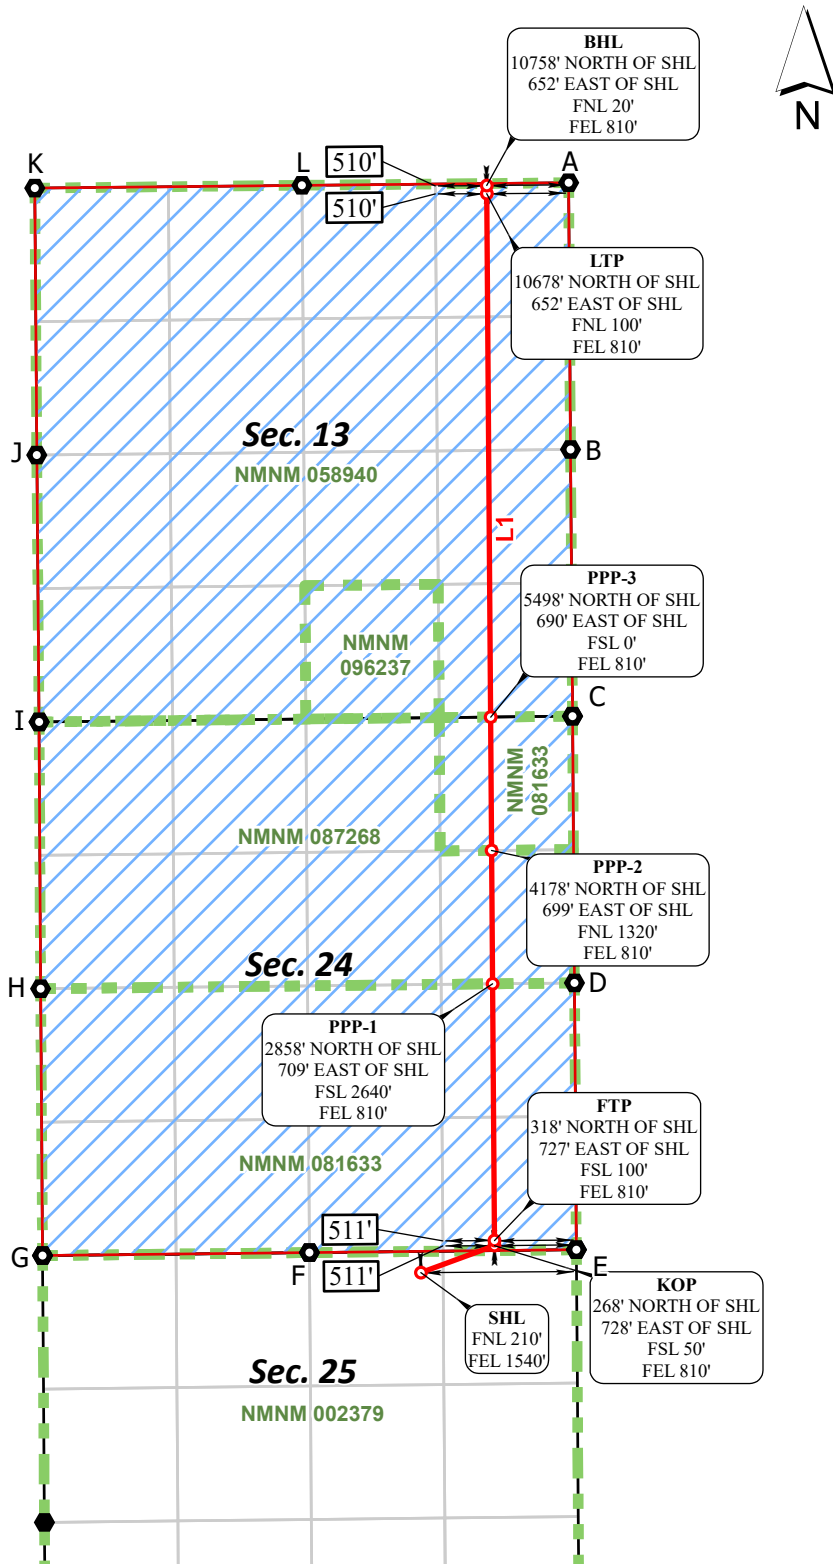 BHL
10758' NORTH OF SHL
652' EAST OF SHL
FNL 20'
FEL 810'
N
K
L
A
510'
510'
LTP
10678' NORTH OF SHL
652' EAST OF SHL
FNL 100'
FEL 810'
Sec. 13
J
B
NMNM 058940
L1
PPP-3
5498' NORTH OF SHL
690' EAST OF SHL
FSL 0'
FEL 810'
NMNM
096237
I
C
NMNM
081633
NMNM 087268
PPP-2
4178' NORTH OF SHL
699' EAST OF SHL
FNL 1320'
FEL 810'
Sec. 24
H
D
PPP-1
2858' NORTH OF SHL
709' EAST OF SHL
FSL 2640'
FEL 810'
FTP
318' NORTH OF SHL
727' EAST OF SHL
FSL 100'
FEL 810'
NMNM 081633
511'
G
F
E
511'
KOP
268' NORTH OF SHL
728' EAST OF SHL
FSL 50'
FEL 810'
SHL
FNL 210'
FEL 1540'
Sec. 25
NMNM 002379